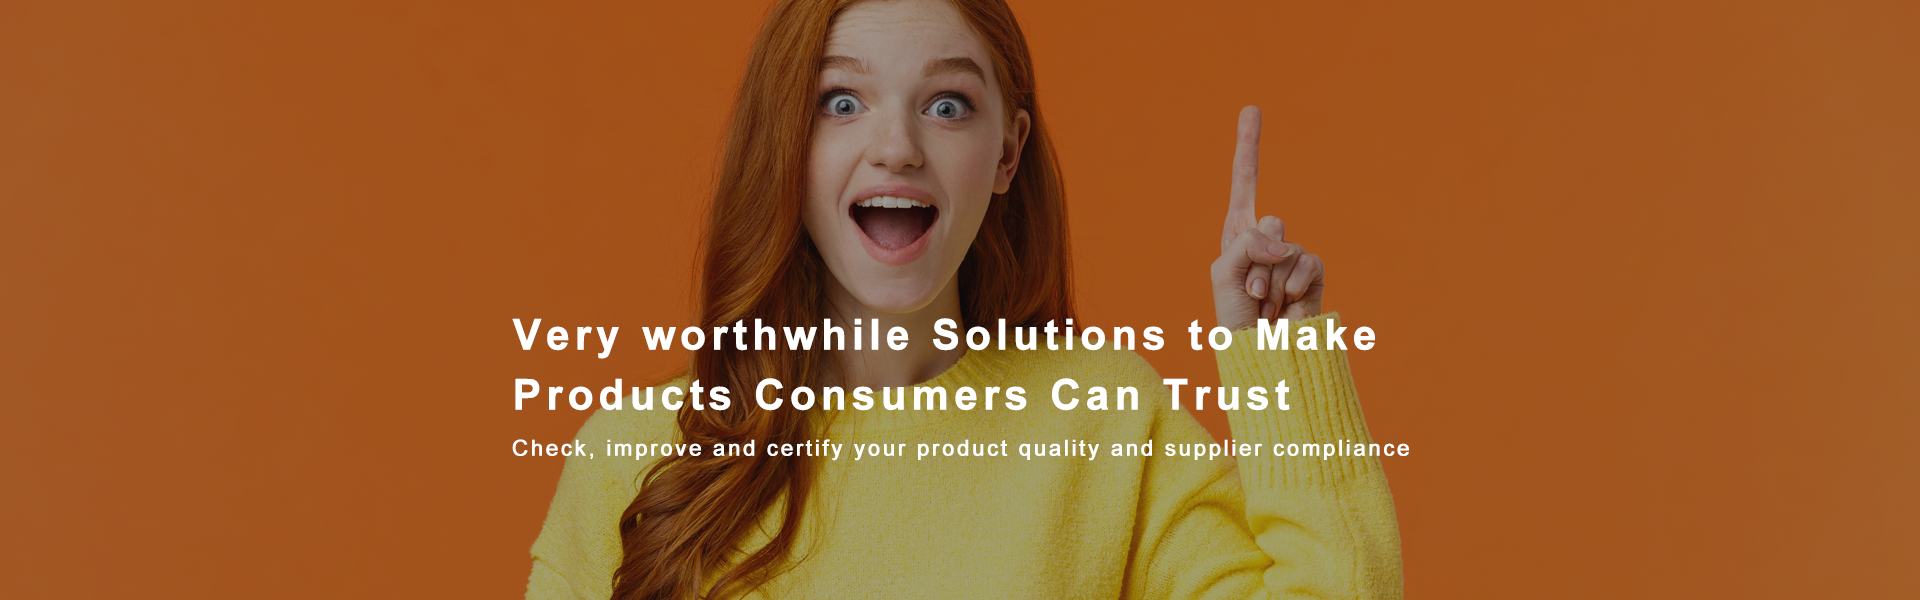 Very worthwhile Solutions to Make
Products Consumers Can Trust
Check, improve and certify your product quality and supplier compliance